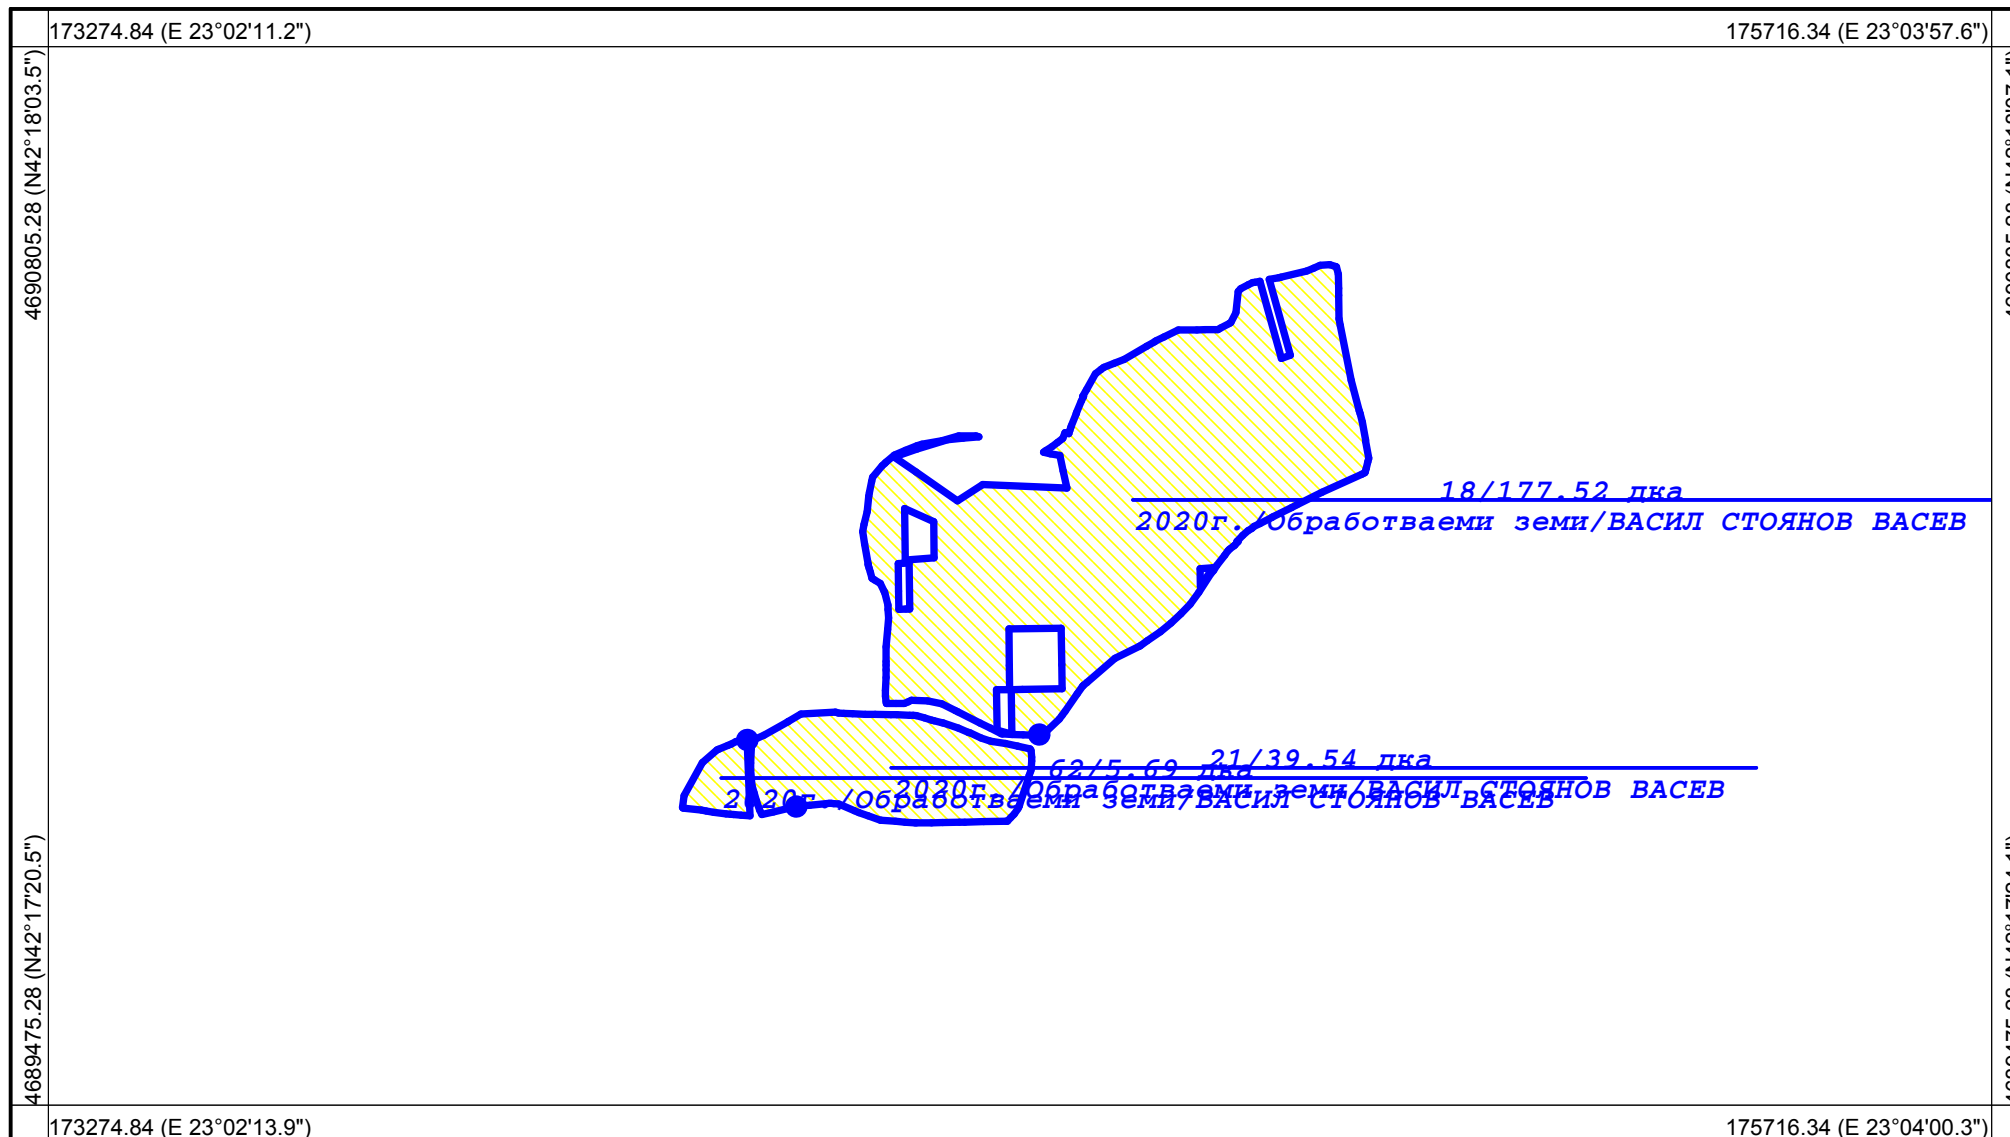 173274.84 (E 23°02'11.2")
175716.34 (E 23°03'57.6")
4690805.28 (N42°18'03.5")
18/177.52 дка
2020г./Обработваеми земи/ВАСИЛ СТОЯНОВ ВАСЕВ
21/39.54 дка
62/5.69 дка
2020г./Обработваеми земи/ВАСИЛ СТОЯНОВ ВАСЕВ
2020г./Обработваеми земи/ВАСИЛ СТОЯНОВ ВАСЕВ
4689475.28 (N42°17'20.5")
173274.84 (E 23°02'13.9")
175716.34 (E 23°04'00.3")